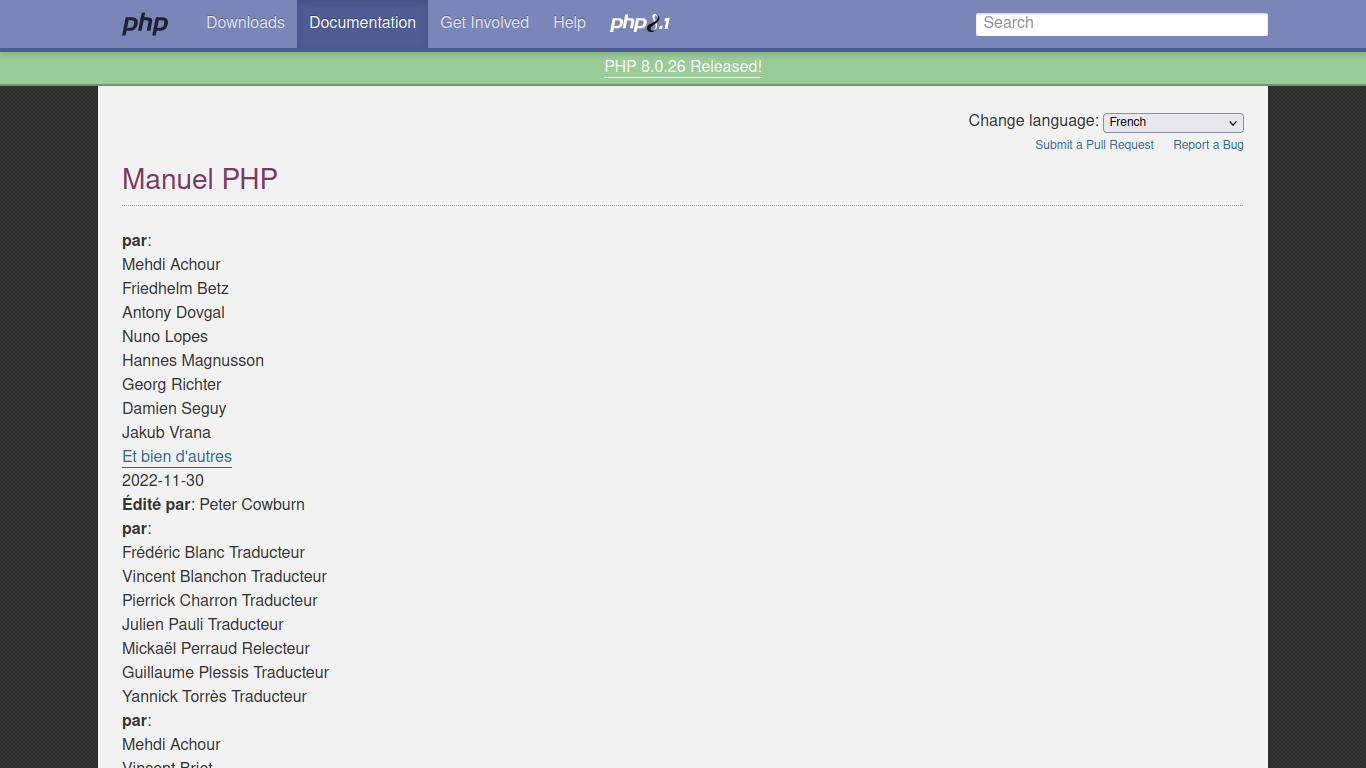 php Downloads Documentation Get Involved Help php8.1 Search
PHP 8.0.26 Released!
Change language: French
Submit a Pull Request Report a Bug
Manuel PHP
par:
Mehdi Achour
Friedhelm Betz
Antony Dovgal
Nuno Lopes
Hannes Magnusson
Georg Richter
Damien Seguy
Jakub Vrana
Et bien d'autres
2022-11-30
Édité par: Peter Cowburn
par:
Frédéric Blanc Traducteur
Vincent Blanchon Traducteur
Pierrick Charron Traducteur
Julien Pauli Traducteur
Mickaël Perraud Relecteur
Guillaume Plessis Traducteur
Yannick Torrès Traducteur
par:
Mehdi Achour
Vincent Briet